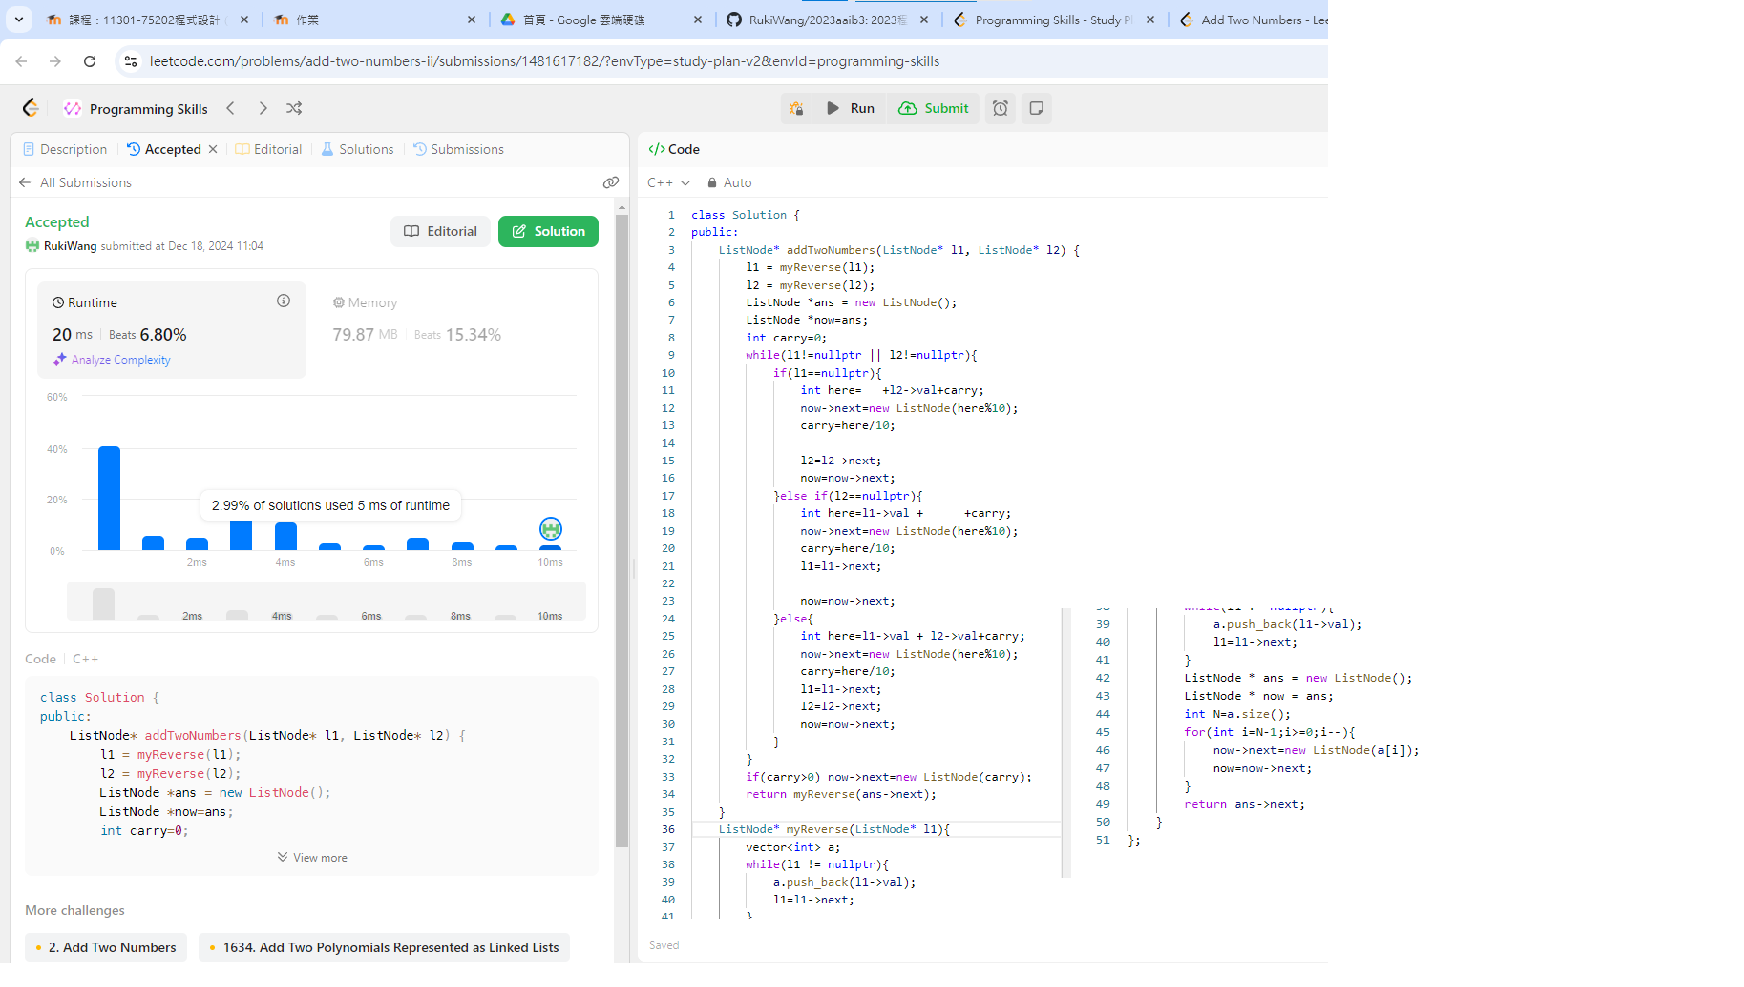 課程：11301-75202程式設計 (
作業
首頁 - Google 雲端硬碟
RukiWang/2023aaib3: 2023程
Programming Skills - Study Pl
Add Two Numbers - Lee
leetcode.com/problems/add-two-numbers-ii/submissions/1481617182/?envType=study-plan-v2&envId=programming-skills
Programming Skills
Run
Submit
Description
Accepted
Editorial
Solutions
Submissions
All Submissions
Accepted
RukiWang submitted at Dec 18, 2024 11:04
Editorial
Solution
Runtime
20 ms Beats 6.80%
Analyze Complexity
Memory
79.87 MB Beats 15.34%
60%
40%
20%
0%
2.99% of solutions used 5 ms of runtime
2ms 4ms 6ms 8ms 10ms
2ms 4ms 6ms 8ms 10ms
Code C++
class Solution {
public:
    ListNode* addTwoNumbers(ListNode* l1, ListNode* l2) {
        l1 = myReverse(l1);
        l2 = myReverse(l2);
        ListNode *ans = new ListNode();
        ListNode *now=ans;
        int carry=0;
View more
More challenges
2. Add Two Numbers
1634. Add Two Polynomials Represented as Linked Lists
</> Code
C++ Auto
1 class Solution {
2 public:
3     ListNode* addTwoNumbers(ListNode* l1, ListNode* l2) {
4         l1 = myReverse(l1);
5         l2 = myReverse(l2);
6         ListNode *ans = new ListNode();
7         ListNode *now=ans;
8         int carry=0;
9         while(l1!=nullptr || l2!=nullptr){
10             if(l1==nullptr){
11                 int here=   +l2->val+carry;
12                 now->next=new ListNode(here%10);
13                 carry=here/10;
14
15                 l2=l2->next;
16                 now=now->next;
17             }else if(l2==nullptr){
18                 int here=l1->val +      +carry;
19                 now->next=new ListNode(here%10);
20                 carry=here/10;
21                 l1=l1->next;
22
23                 now=now->next;
24             }else{
25                 int here=l1->val + l2->val+carry;
26                 now->next=new ListNode(here%10);
27                 carry=here/10;
28                 l1=l1->next;
29                 l2=l2->next;
30                 now=now->next;
31             }
32         }
33         if(carry>0) now->next=new ListNode(carry);
34         return myReverse(ans->next);
35     }
36     ListNode* myReverse(ListNode* l1){
37         vector<int> a;
38         while(l1 != nullptr){
39             a.push_back(l1->val);
40             l1=l1->next;
41         }
Saved
38         while(l1 != nullptr){
39             a.push_back(l1->val);
40             l1=l1->next;
41         }
42         ListNode * ans = new ListNode();
43         ListNode * now = ans;
44         int N=a.size();
45         for(int i=N-1;i>=0;i--){
46             now->next=new ListNode(a[i]);
47             now=now->next;
48         }
49         return ans->next;
50     }
51 };